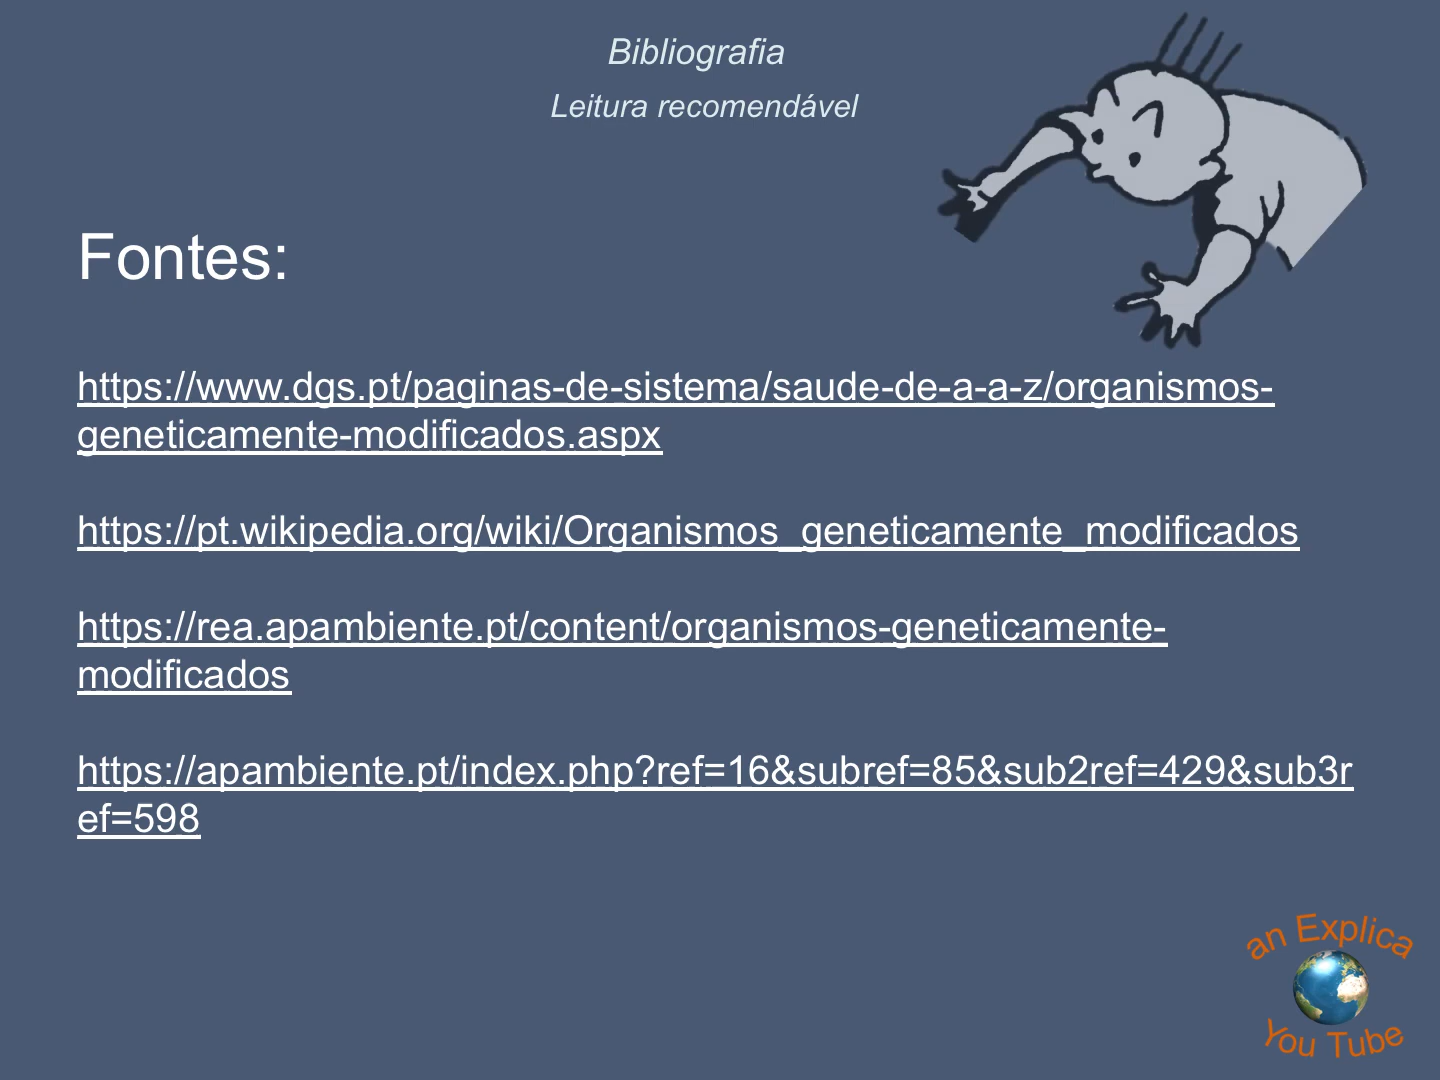 Bibliografia
Leitura recomendável
Fontes:
https://www.dgs.pt/paginas-de-sistema/saude-de-a-a-z/organismos-
geneticamente-modificados.aspx
https://pt.wikipedia.org/wiki/Organismos_geneticamente_modificados
https://rea.apambiente.pt/content/organismos-geneticamente-
modificados
https://apambiente.pt/index.php?ref=16&subref=85&sub2ref=429&sub3r
ef=598
an Explica
You Tube